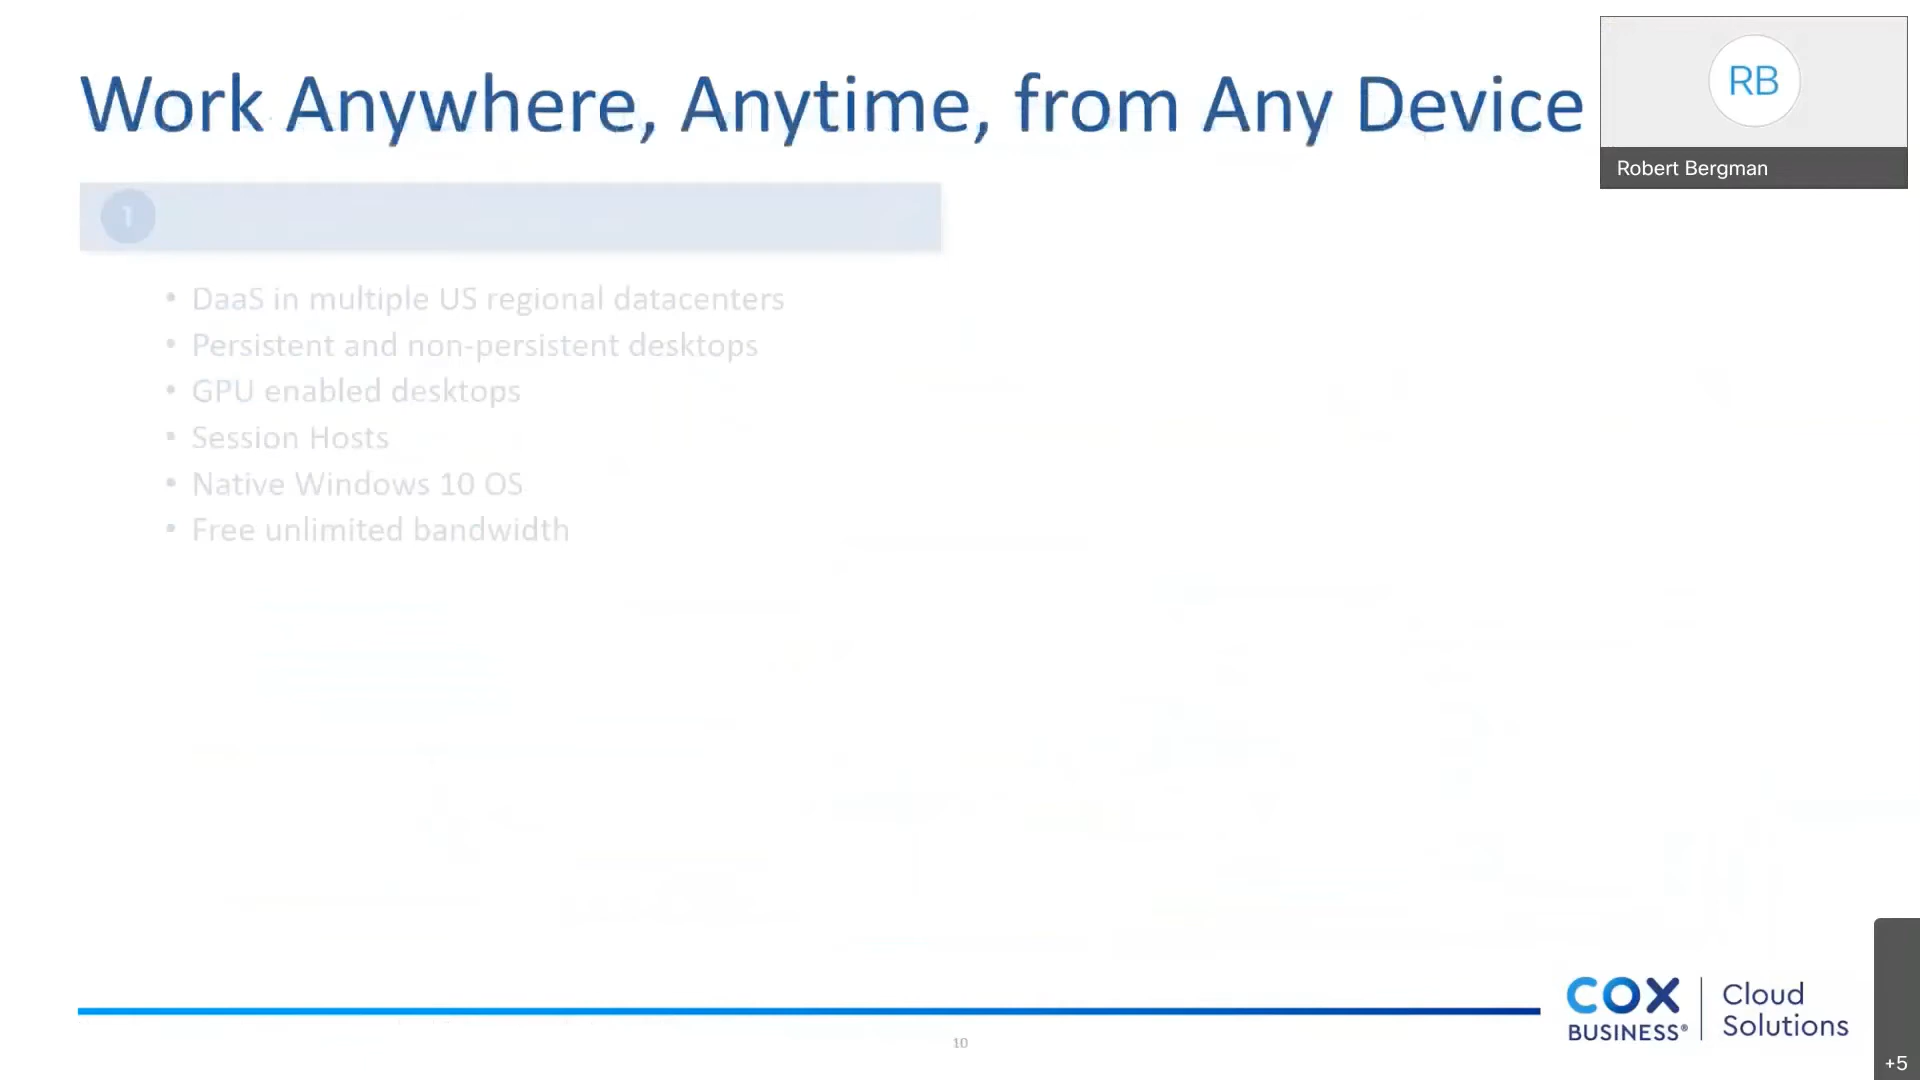 Work Anywhere, Anytime, from Any Device
RB
Robert Bergman
1
• DaaS in multiple US regional datacenters
• Persistent and non-persistent desktops
• GPU enabled desktops
• Session Hosts
• Native Windows 10 OS
• Free unlimited bandwidth
COX BUSINESS® | Cloud Solutions
10
+5